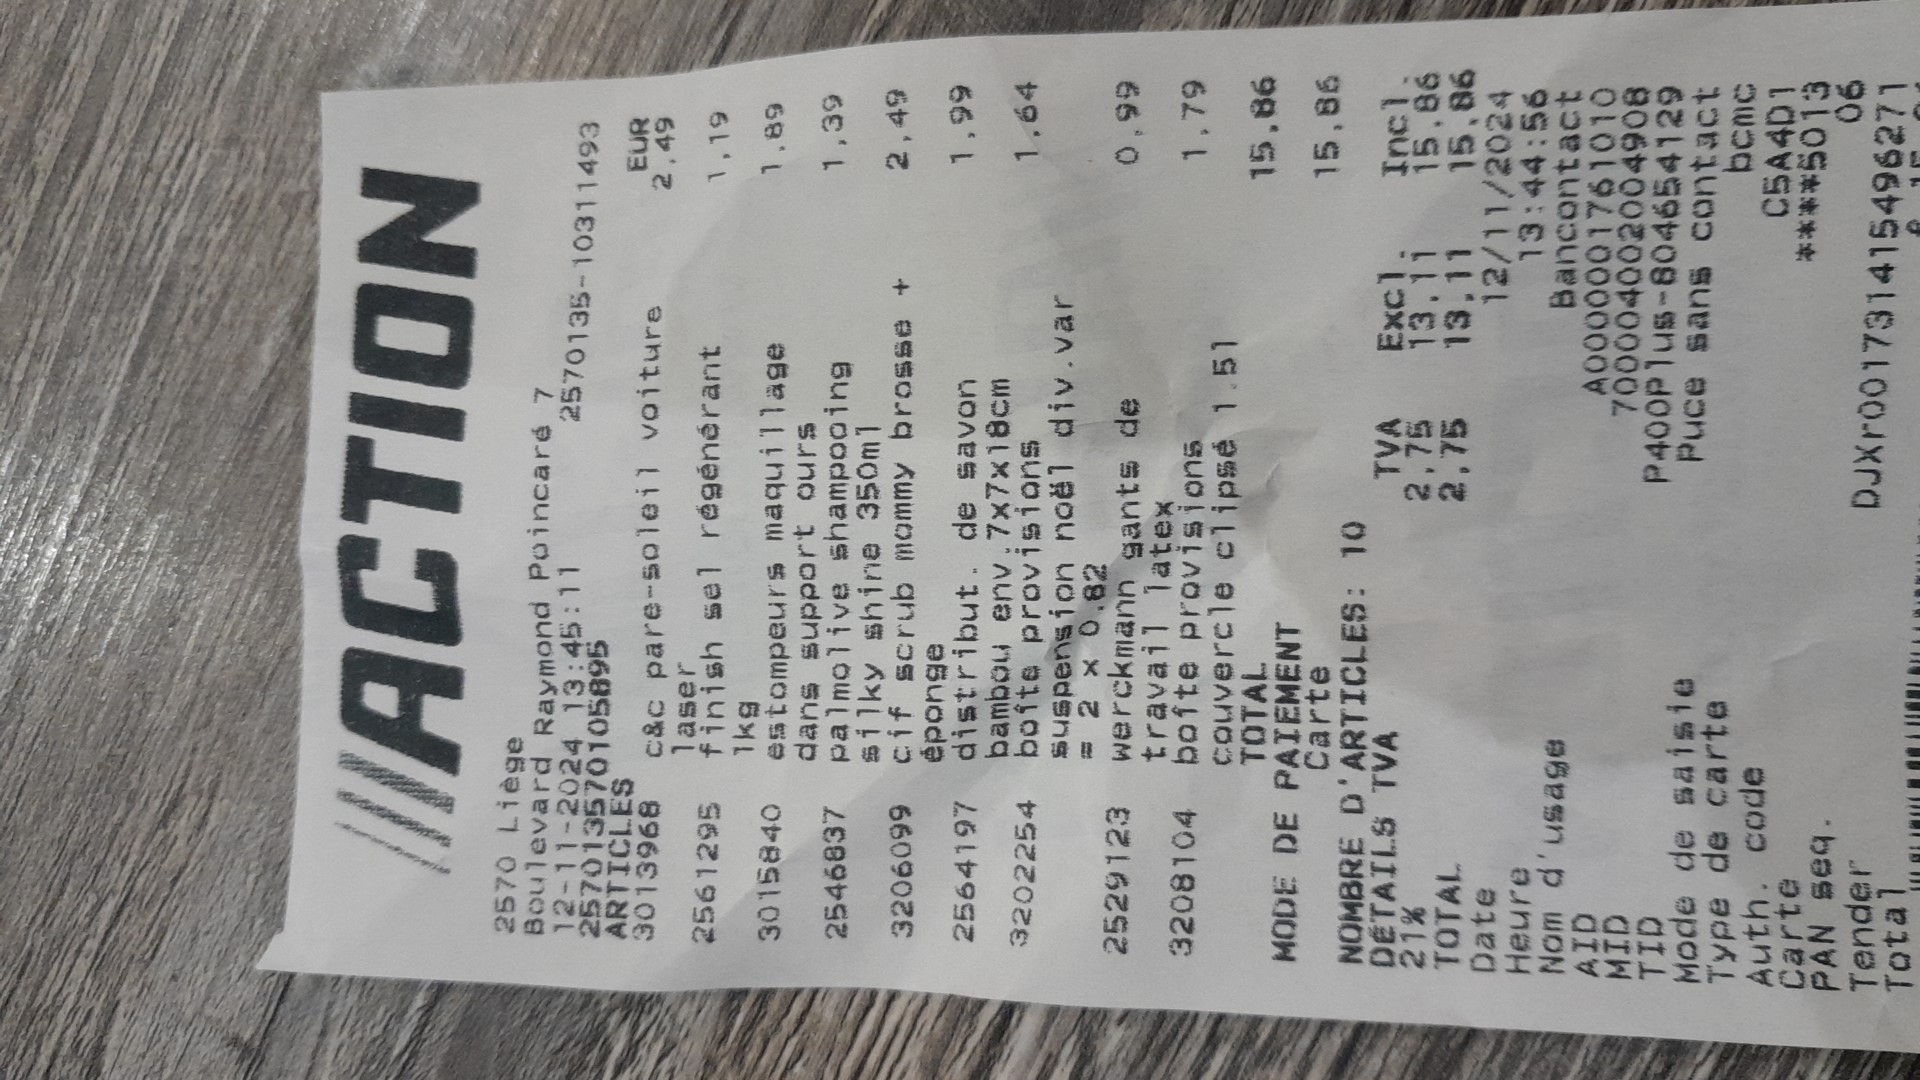 ACTION
2570 Liège
Boulevard Raymond Poincaré 7
12-11-2024 13:45:11 2570135-103111493
25701357010105895
ARTICLES EUR
3013968 c&c pare-soleil voiture 2,49
laser
2561295 finish sel régénérant 1,19
1kg
3015840 estompeurs maquillage 1,89
dans support ours
2546837 palmolive shampooing 1,39
silky shine 350ml
3206099 cif scrub mommy brosse + 2,49
éponge
2564197 distribut. de savon 1,99
bambou env.7x7x18cm
3202254 boîte provisions 1,64
suspension noël div.var
= 2 x 0.82
2529123 werckmann gants de 0,99
travail latex
3208104 boîte provisions 1,79
couvercle clipsé 1.51
TOTAL 15,86
MODE DE PAIEMENT
Carte 15,86
NOMBRE D'ARTICLES: 10
DÉTAILS TVA TVA Excl. Incl.
21% 2,75 13,11 15,86
TOTAL 2,75 13,11 15,86
Date 12/11/2024
Heure 13:44:56
Nom d'usage Bancontact
AID
MID
TID P400Plus-804654129
Mode de saisie Puce sans contact
Type de carte bcmc
Auth. code C5A4D1
Carte
PAN seq. 06
Tender DJXr001731415496271
Total